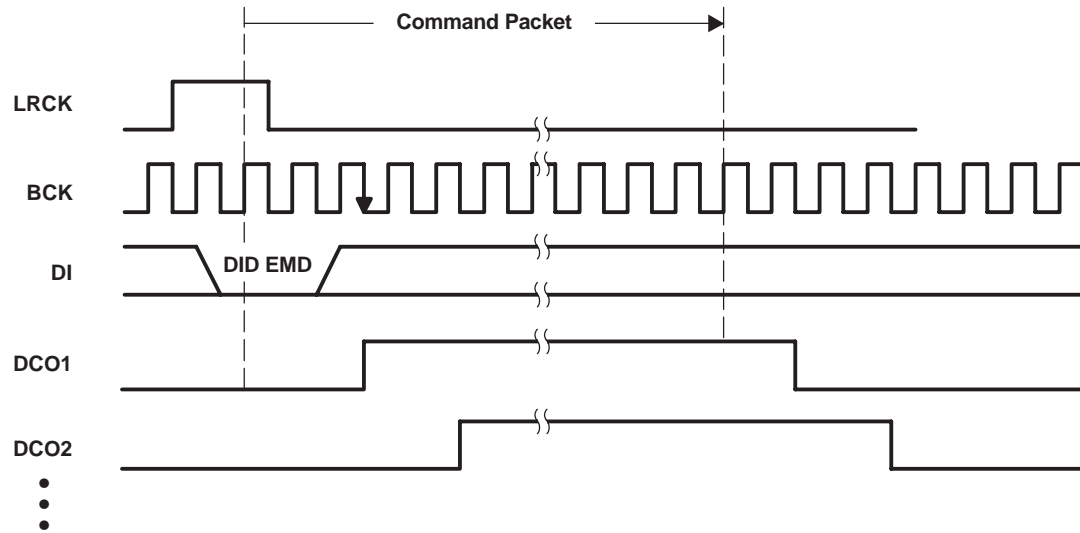 Command Packet
LRCK
BCK
DI
DID EMD
DCO1
DCO2